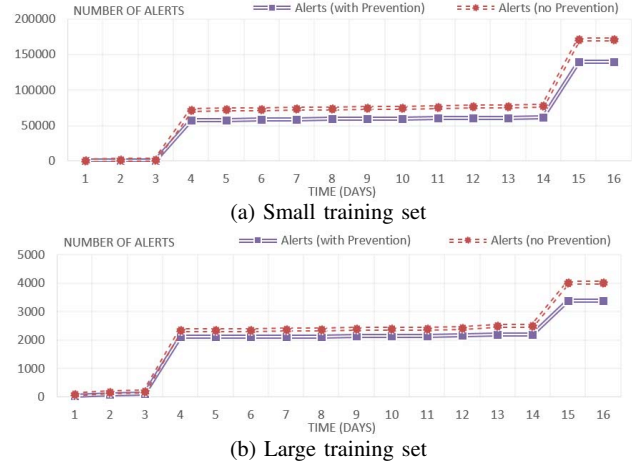 NUMBER OF ALERTS
Alerts (with Prevention) Alerts (no Prevention)
200000
150000
100000
50000
0
1 2 3 4 5 6 7 8 9 10 11 12 13 14 15 16
TIME (DAYS)
(a) Small training set
NUMBER OF ALERTS
Alerts (with Prevention) Alerts (no Prevention)
5000
4000
3000
2000
1000
0
1 2 3 4 5 6 7 8 9 10 11 12 13 14 15 16
TIME (DAYS)
(b) Large training set